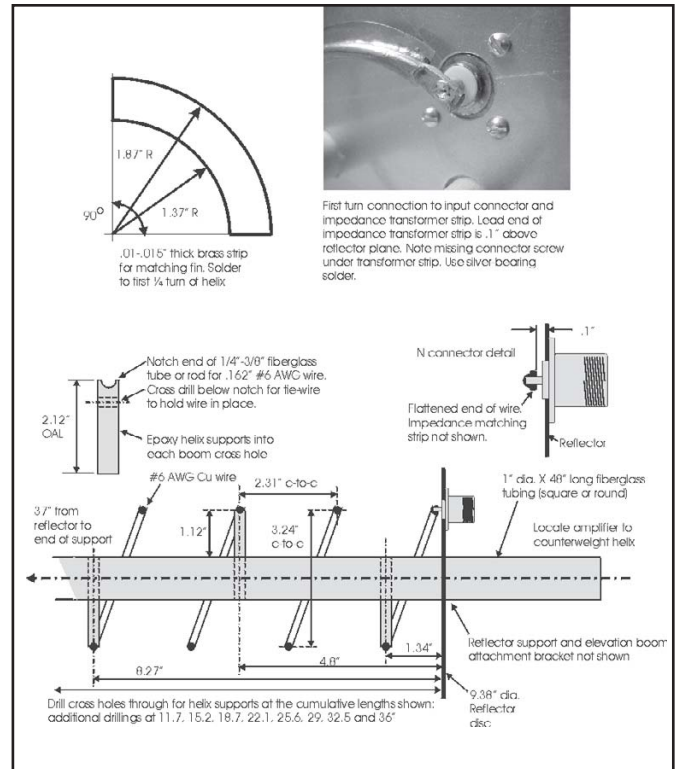 1.87" R
1.37" R
90°
.01-.015" thick brass strip
for matching fin. Solder
to first ¼ turn of helix
First turn connection to input connector and
impedance transformer strip. Lead end of
impedance transformer strip is .1" above
reflector plane. Note missing connector screw
under transformer strip. Use silver bearing
solder.
Notch end of 1/4"-3/8" fiberglass
tube or rod for .162" #6 AWG wire.
Cross drill below notch for tie-wire
to hold wire in place.
2.12"
OAL
Epoxy helix supports into
each boom cross hole
.1"
N connector detail
Flattened end of wire.
Impedance matching
strip not shown.
Reflector
#6 AWG Cu wire
2.31" c-to-c
1" dia. X 48" long fiberglass
tubing (square or round)
37" from
reflector to
end of support
1.12"
3.24"
c to c
Locate amplifier to
counterweight helix
1.34"
4.8"
8.27"
Reflector support and elevation boom
attachment bracket not shown
Drill cross holes through for helix supports at the cumulative lengths shown:
additional drillings at 11.7, 15.2, 18.7, 22.1, 25.6, 29, 32.5 and 36"
9.38" dia.
Reflector
disc